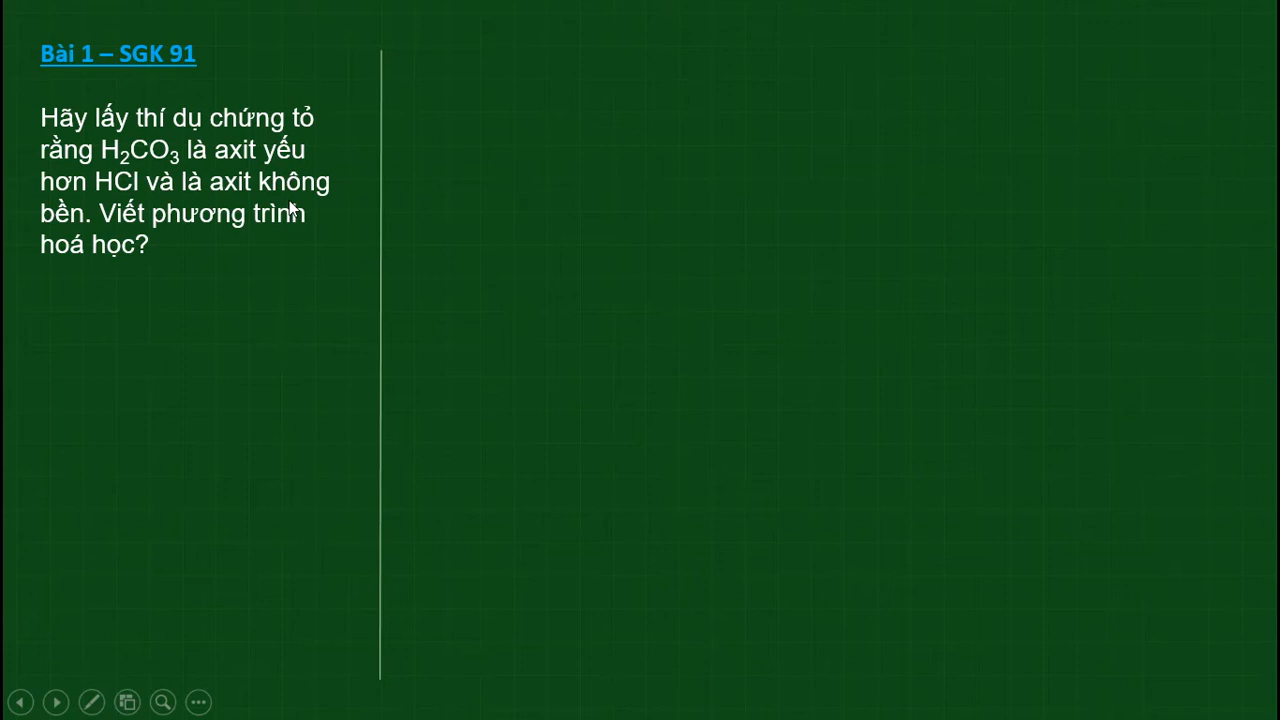 Bài 1 – SGK 91
Hãy lấy thí dụ chứng tỏ
rằng H₂CO₃ là axit yếu
hơn HCl và là axit không
bền. Viết phương trình
hoá học?